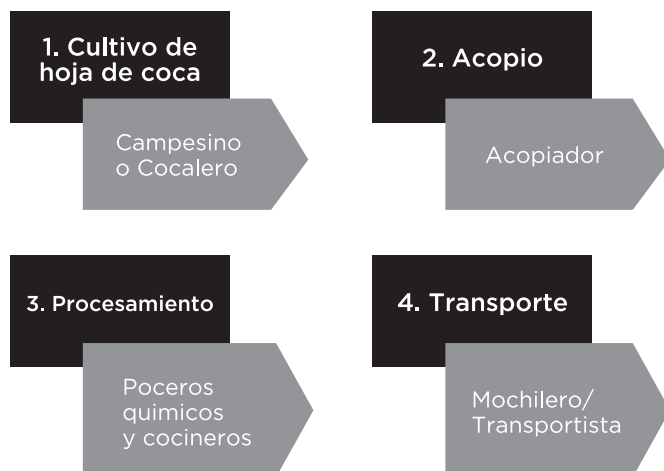 1. Cultivo de
hoja de coca
Campesino
o Cocalero
2. Acopio
Acopiador
3. Procesamiento
Poceros
quimicos
y cocineros
4. Transporte
Mochilero/
Transportista